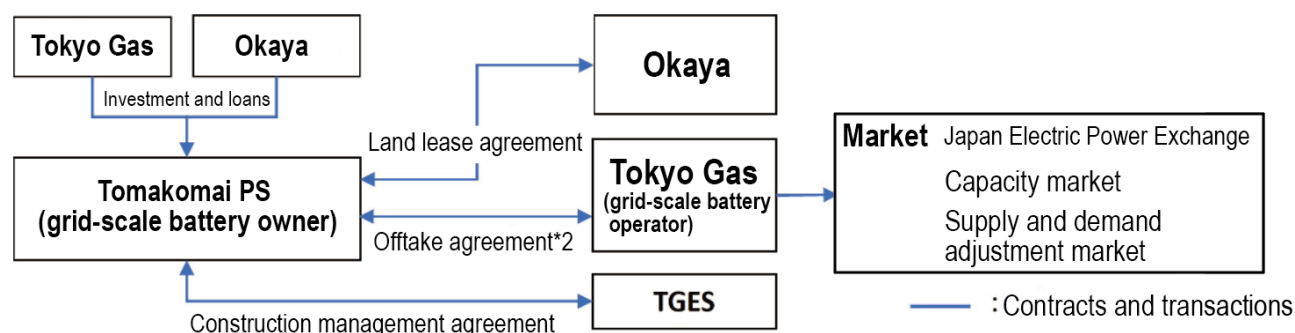 Tokyo Gas
Okaya
Investment and loans
Okaya
Land lease agreement
Tomakomai PS
(grid-scale battery owner)
Tokyo Gas
(grid-scale battery
operator)
Offtake agreement*2
TGES
Construction management agreement
Market Japan Electric Power Exchange
Capacity market
Supply and demand
adjustment market
:Contracts and transactions